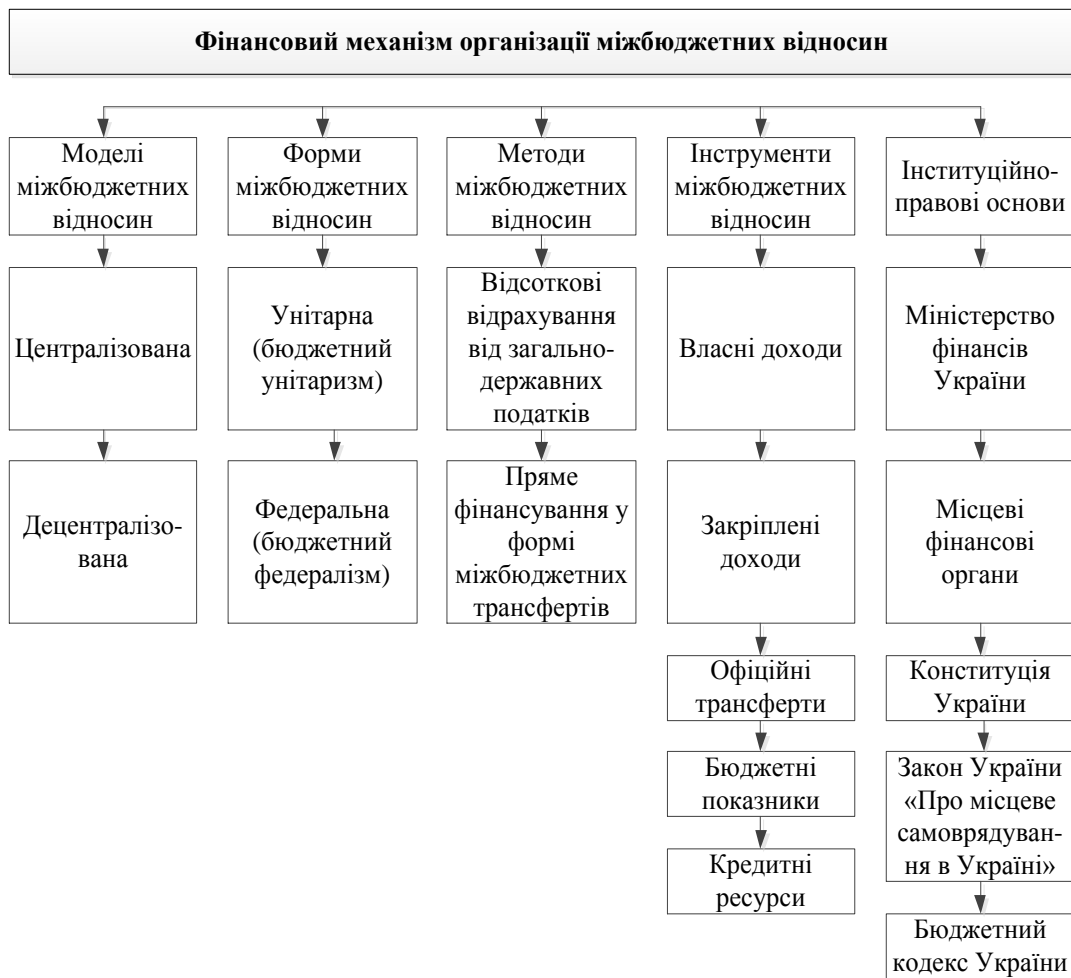 Фінансовий механізм організації міжбюджетних відносин
Моделі
міжбюджетних
відносин
Форми
міжбюджетних
відносин
Методи
міжбюджетних
відносин
Інструменти
міжбюджетних
відносин
Інституційно-
правові основи
Централізована
Унітарна
(бюджетний
унітаризм)
Відсоткові
відрахування
від загально-
державних
податків
Власні доходи
Міністерство
фінансів
України
Децентралізо-
вана
Федеральна
(бюджетний
федералізм)
Пряме
фінансування у
формі
міжбюджетних
трансфертів
Закріплені
доходи
Місцеві
фінансові
органи
Офіційні
трансферти
Конституція
України
Бюджетні
показники
Закон України
«Про місцеве
самоврядуван-
ня в Україні»
Кредитні
ресурси
Бюджетний
кодекс України